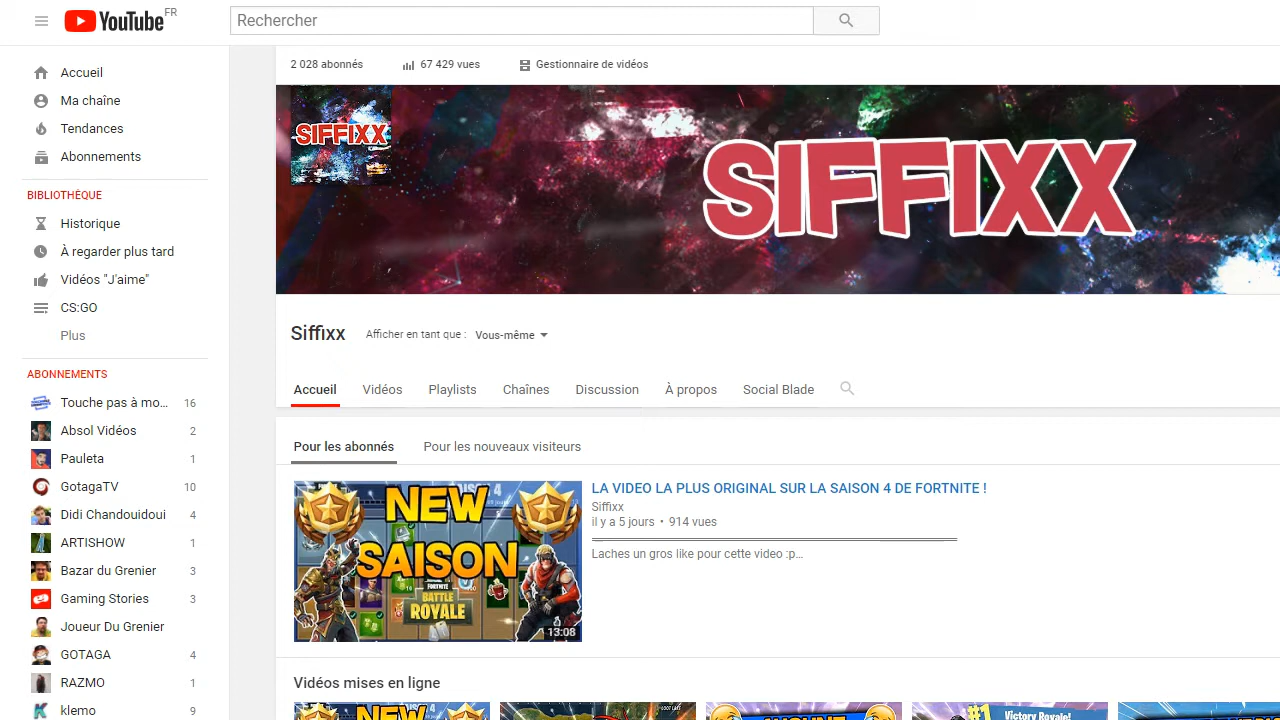 YouTube FR
Rechercher
2 028 abonnés 67 429 vues Gestionnaire de vidéos
Accueil
Ma chaîne
Tendances
Abonnements
BIBLIOTHÈQUE
Historique
À regarder plus tard
Vidéos "J'aime"
CS:GO
Plus
ABONNEMENTS
Touche pas à mo... 16
Absol Vidéos 2
Pauleta 1
GotagaTV 10
Didi Chandouidoui 4
ARTISHOW 1
Bazar du Grenier 3
Gaming Stories 3
Joueur Du Grenier
GOTAGA 4
RAZMO 1
klemo 9
SIFFIXX
SIFFIXX
Siffixx Afficher en tant que : Vous-même
Accueil Vidéos Playlists Chaînes Discussion À propos Social Blade
Pour les abonnés Pour les nouveaux visiteurs
NEW
SAISON
FORTNITE
BATTLE
ROYALE
13:08
LA VIDEO LA PLUS ORIGINAL SUR LA SAISON 4 DE FORTNITE !
Siffixx
il y a 5 jours • 914 vues
Laches un gros like pour cette video :p...
Vidéos mises en ligne
NEW
#1 Victory Royale!